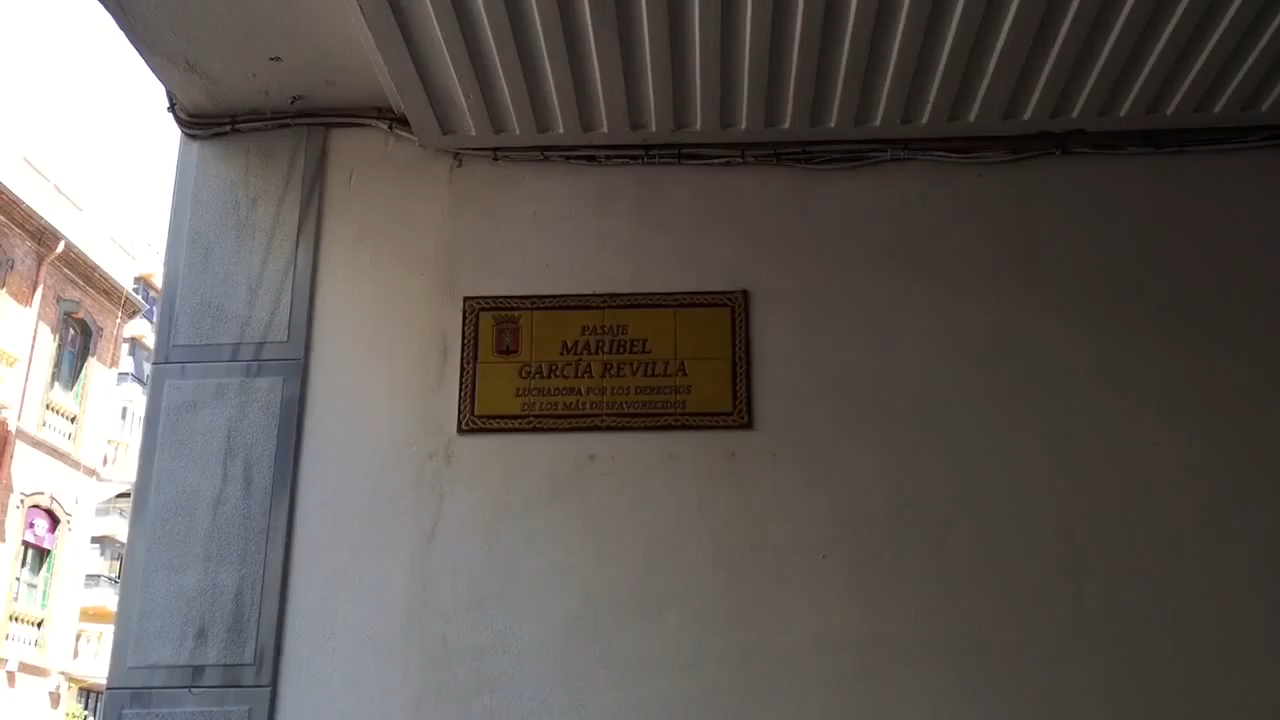 PASAJE
MARIBEL
GARCÍA REVILLA
LUCHADORA POR LOS DERECHOS
DE LOS MÁS DESFAVORECIDOS